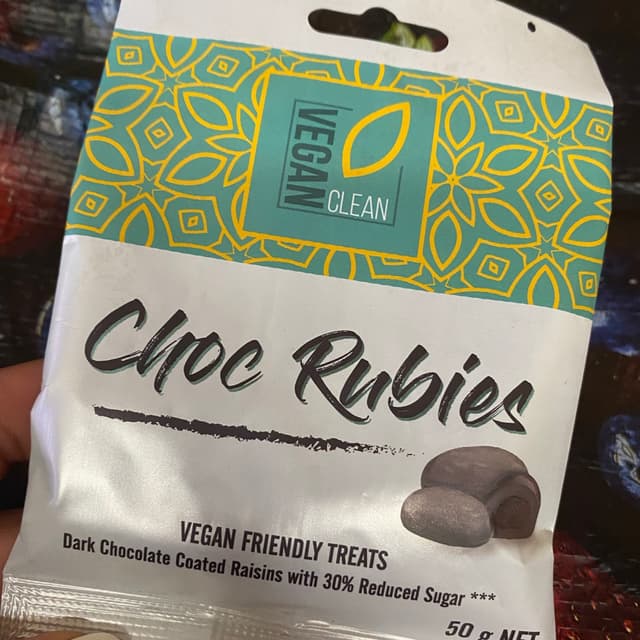 VEGAN
CLEAN
Choc Rubies
VEGAN FRIENDLY TREATS
Dark Chocolate Coated Raisins with 30% Reduced Sugar ***
50 g NET